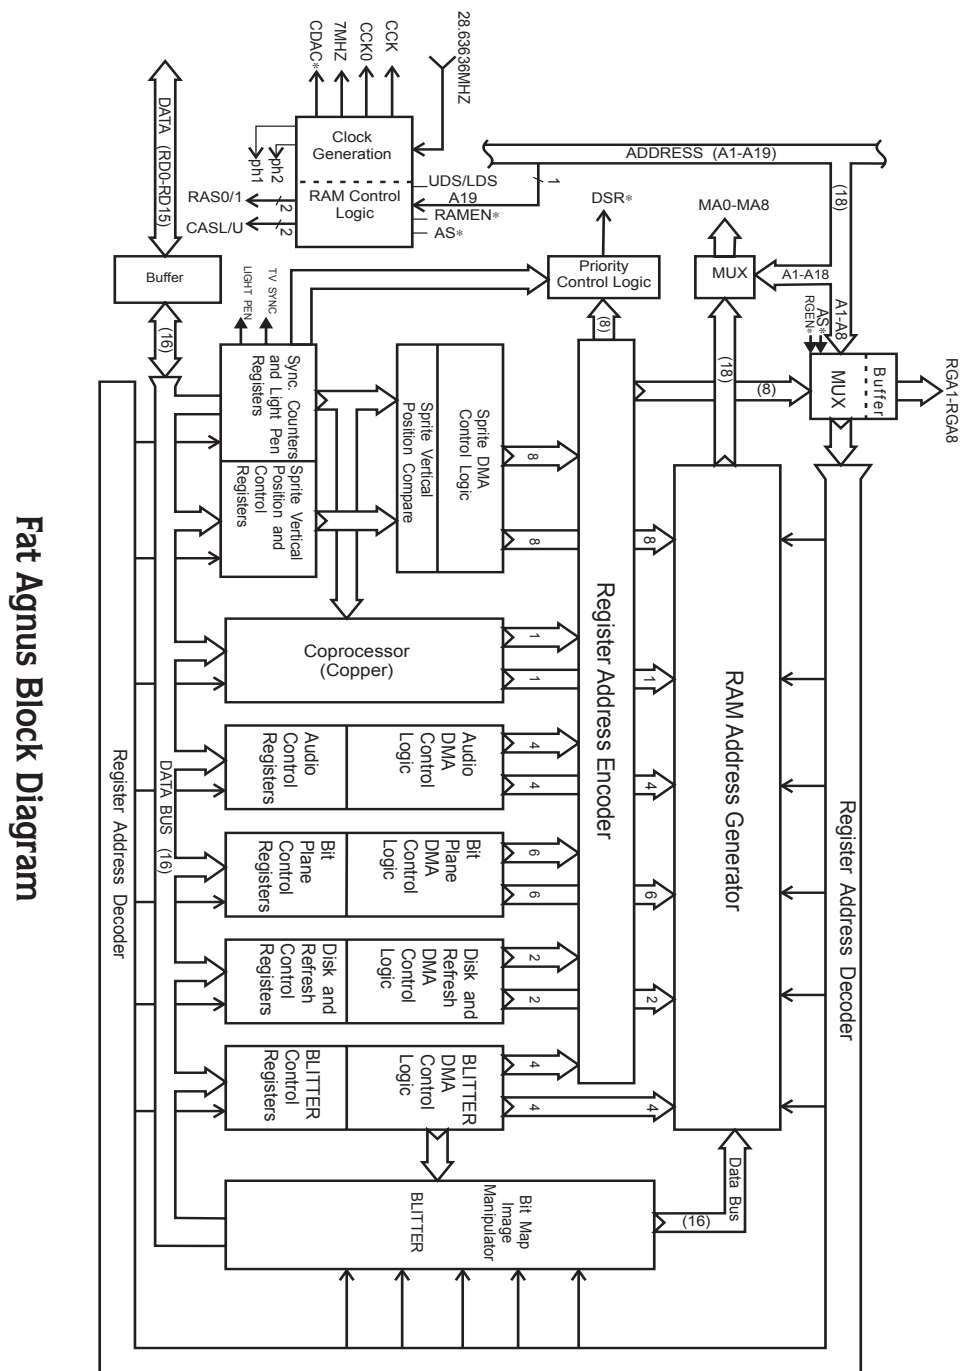 28.63636MHZ
CCK
CCK0
7MHZ
CDAC*
Clock
Generation
RAM Control
Logic
ph2
ph1
RAS0/1
2
CASL/U
2
UDS/LDS
A19
RAMEN*
AS*
1
ADDRESS (A1-A19)
(18)
A1-A18
MA0-MA8
MUX
DSR*
Priority
Control Logic
(8)
(18)
A1-A8
AS*
RGEN*
Buffer
MUX
RGA1-RGA8
(8)
DATA (RD0-RD15)
Buffer
(16)
LIGHT PEN
TV SYNC
Sync. Counters
and Light Pen
Registers
Sprite Vertical
Position and
Control
Registers
Sprite DMA
Control Logic
Sprite Vertical
Position Compare
8
8
8
Coprocessor
(Copper)
1
1
1
Audio
DMA
Control
Logic
Audio
Control
Registers
4
4
4
Bit
Plane
DMA
Control
Logic
Bit
Plane
Control
Registers
6
6
6
Disk and
Refresh
DMA
Control
Logic
Disk and
Refresh
Control
Registers
2
2
2
BLITTER
DMA
Control
Logic
BLITTER
Control
Registers
4
4
4
Register Address Encoder
RAM Address Generator
Register Address Decoder
Data Bus
(16)
Bit Map
Image
Manipulator
BLITTER
DATA BUS (16)
Register Address Decoder
Fat Agnus Block Diagram